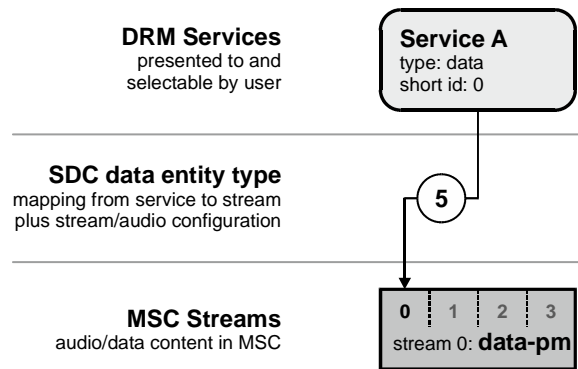 DRM Services
presented to and
selectable by user
Service A
type: data
short id: 0
SDC data entity type
mapping from service to stream
plus stream/audio configuration
5
MSC Streams
audio/data content in MSC
0 1 2 3
stream 0: data-pm